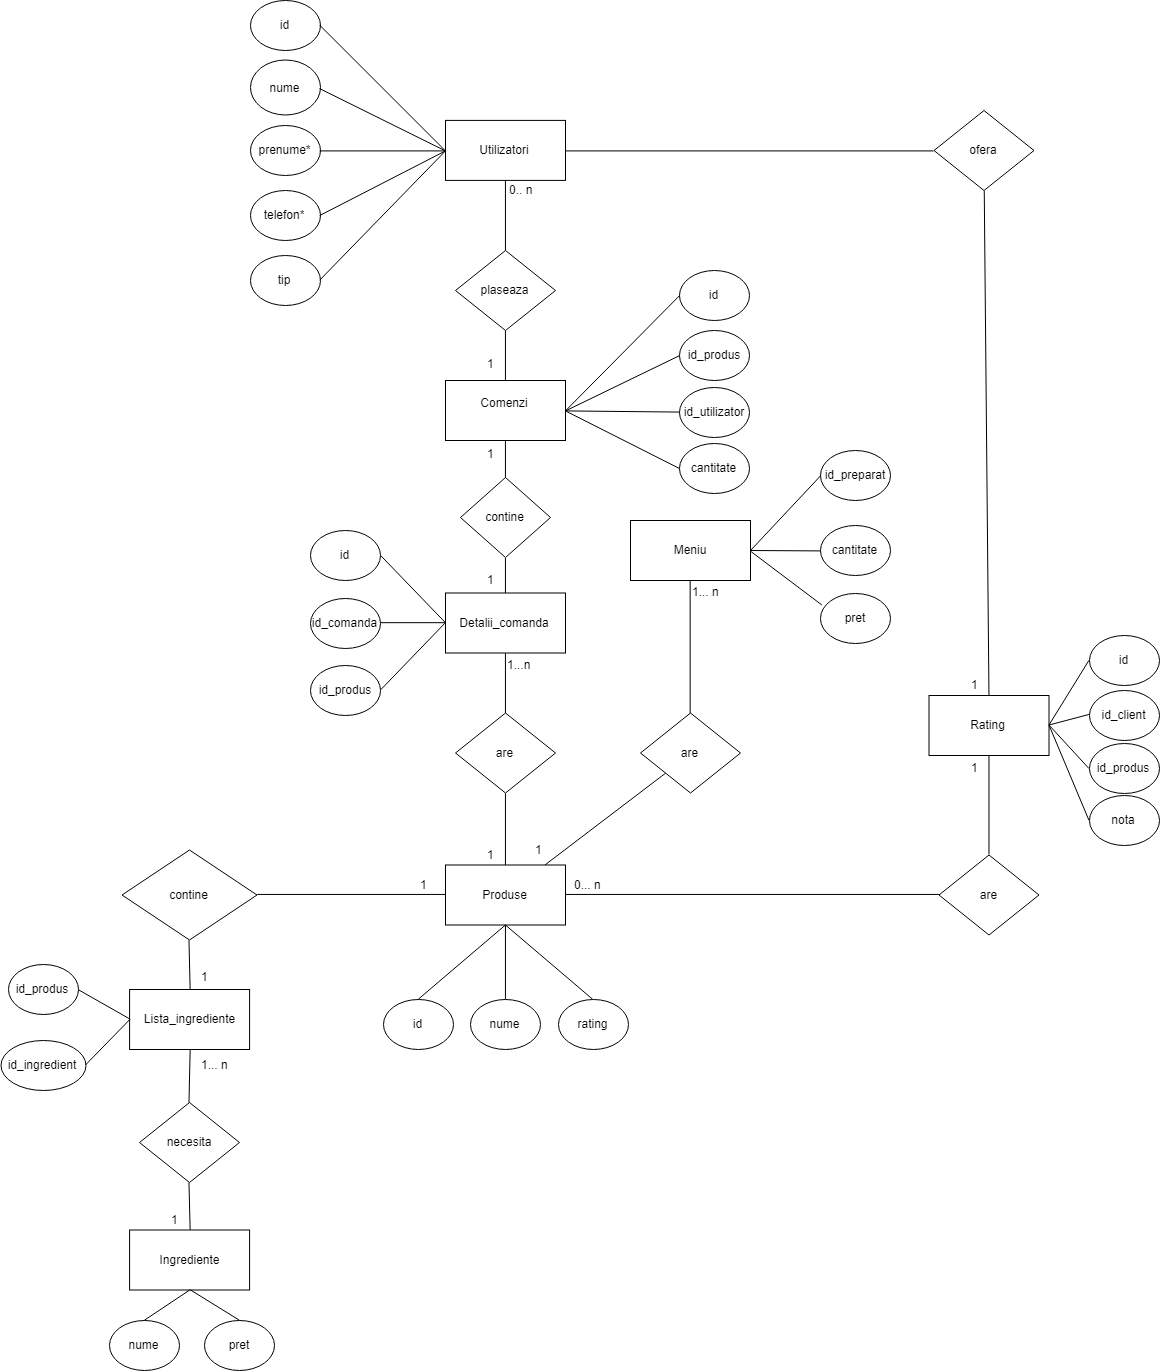 id
nume
prenume*
telefon*
tip
Utilizatori
ofera
0.. n
plaseaza
1
Comenzi
id
id_produs
id_utilizator
cantitate
1
contine
1
Detalii_comanda
id
id_comanda
id_produs
1...n
Meniu
id_preparat
cantitate
pret
1... n
are
are
1
1
1
Rating
id
id_client
id_produs
nota
1
contine
1
Produse
0... n
are
id
nume
rating
1
Lista_ingrediente
id_produs
id_ingredient
1... n
necesita
1
Ingrediente
nume
pret